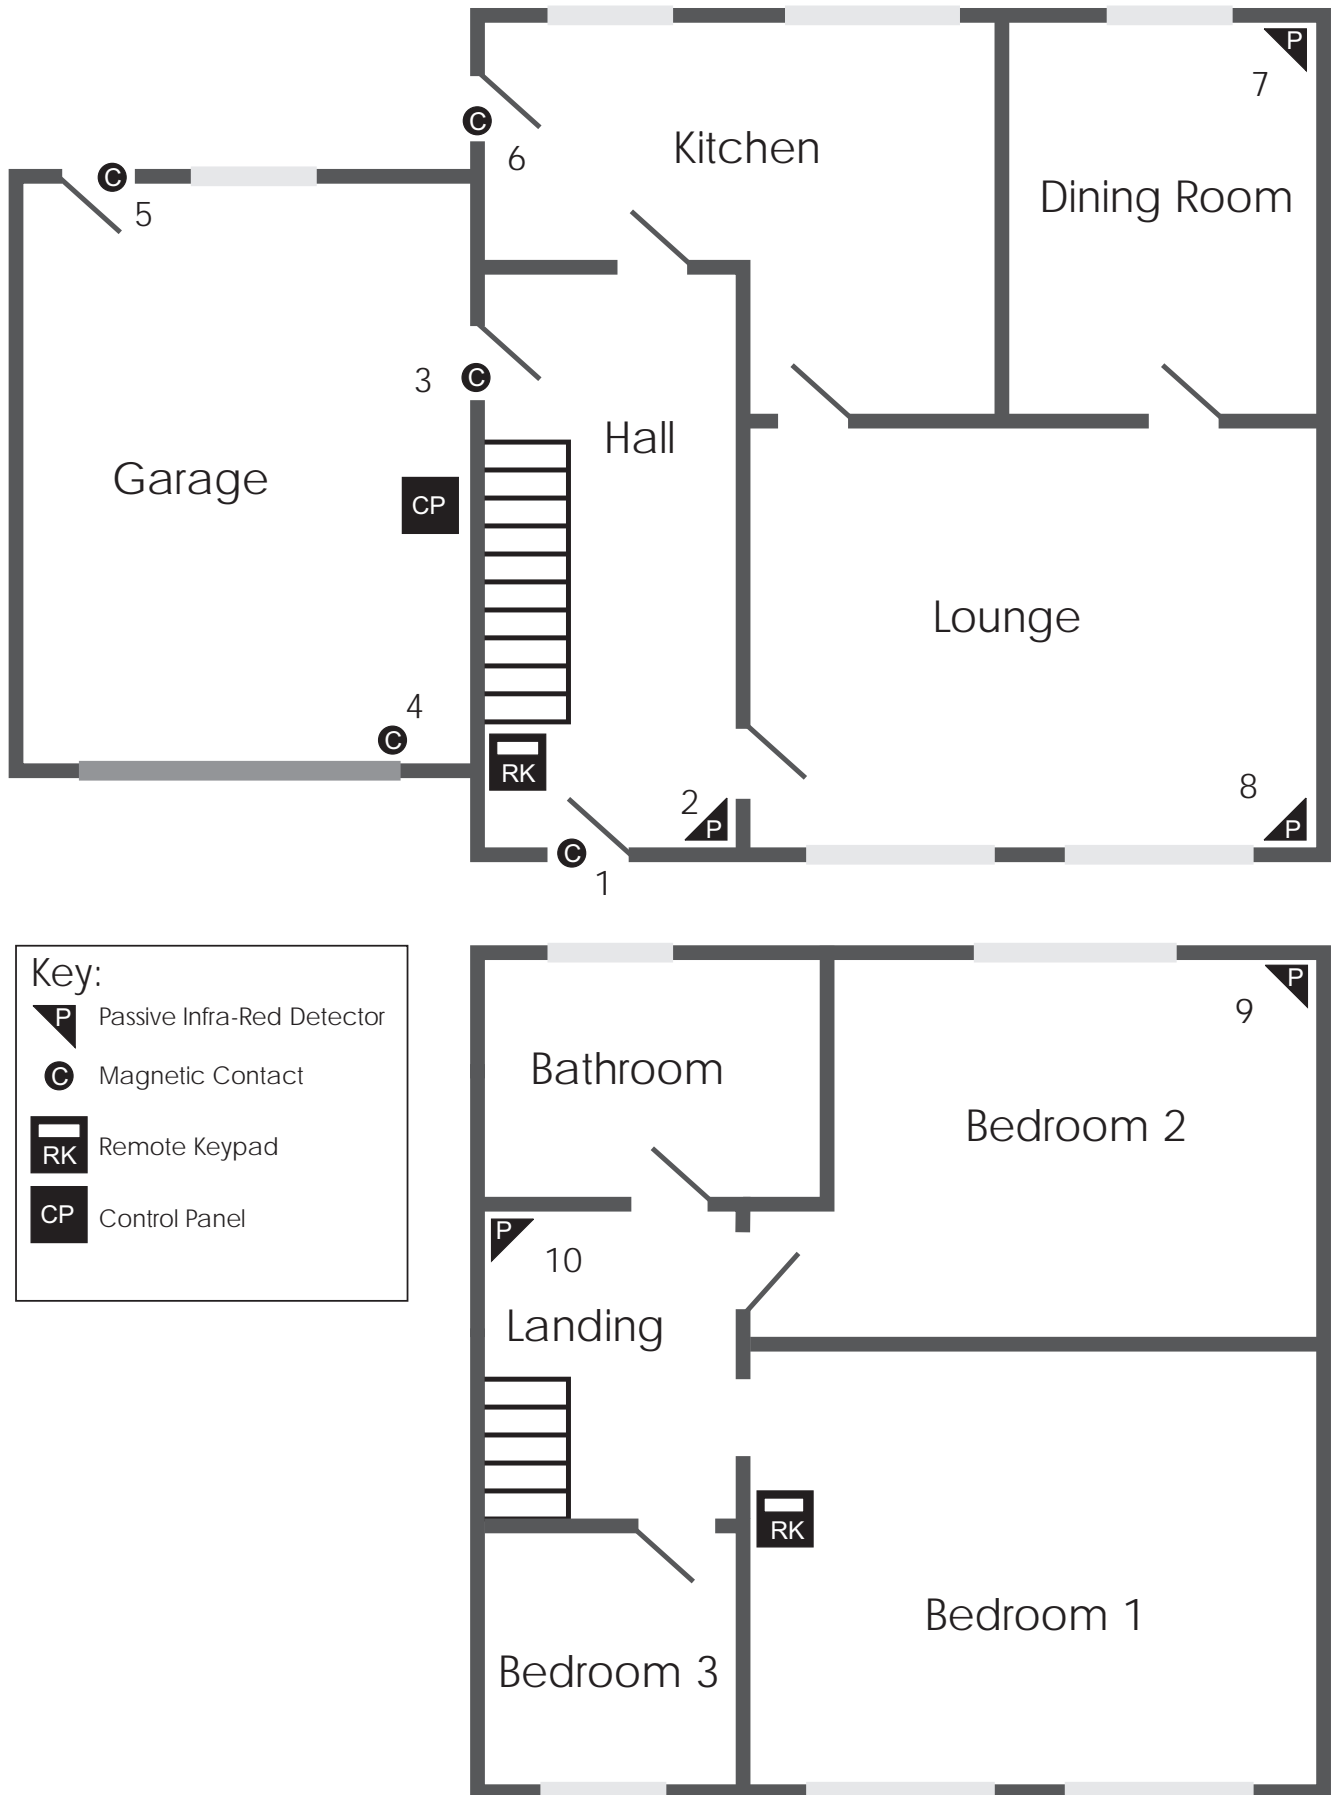 P
7
C
Kitchen
6
C
Dining Room
5
3
C
Hall
Garage
CP
Lounge
4
C
RK
2
P
8
P
C
1
Key:
P Passive Infra-Red Detector
C Magnetic Contact
RK Remote Keypad
CP Control Panel
P
9
Bathroom
Bedroom 2
P
10
Landing
RK
Bedroom 1
Bedroom 3